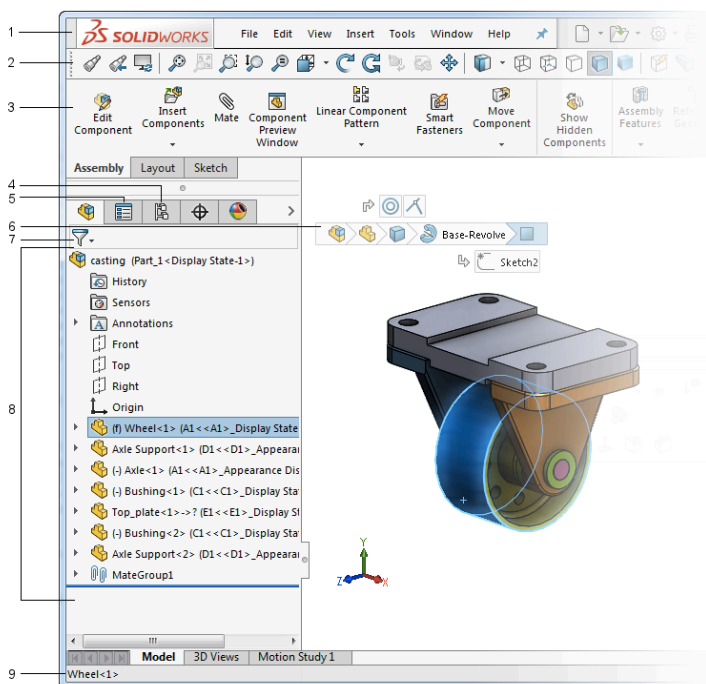 1
SOLIDWORKS File Edit View Insert Tools Window Help
2
3
Edit Component
Insert Components
Mate
Component Preview Window
Linear Component Pattern
Smart Fasteners
Move Component
Show Hidden Components
Assembly Features
Assembly Layout Sketch
4
5
6
Base-Revolve
7
Sketch2
casting (Part_1<Display State-1>)
History
Sensors
Annotations
Front
Top
Right
Origin
8
(f) Wheel<1> (A1<<A1>_Display State
Axle Support<1> (D1<<D1>_Appearan
(-) Axle<1> (A1<<A1>_Appearance Dis
(-) Bushing<1> (C1<<C1>_Display Sta
Top_plate<1>->? (E1<<E1>_Display St
(-) Bushing<2> (C1<<C1>_Display Sta
Axle Support<2> (D1<<D1>_Appearan
MateGroup1
Y
Z
X
Model 3D Views Motion Study 1
9
Wheel<1>